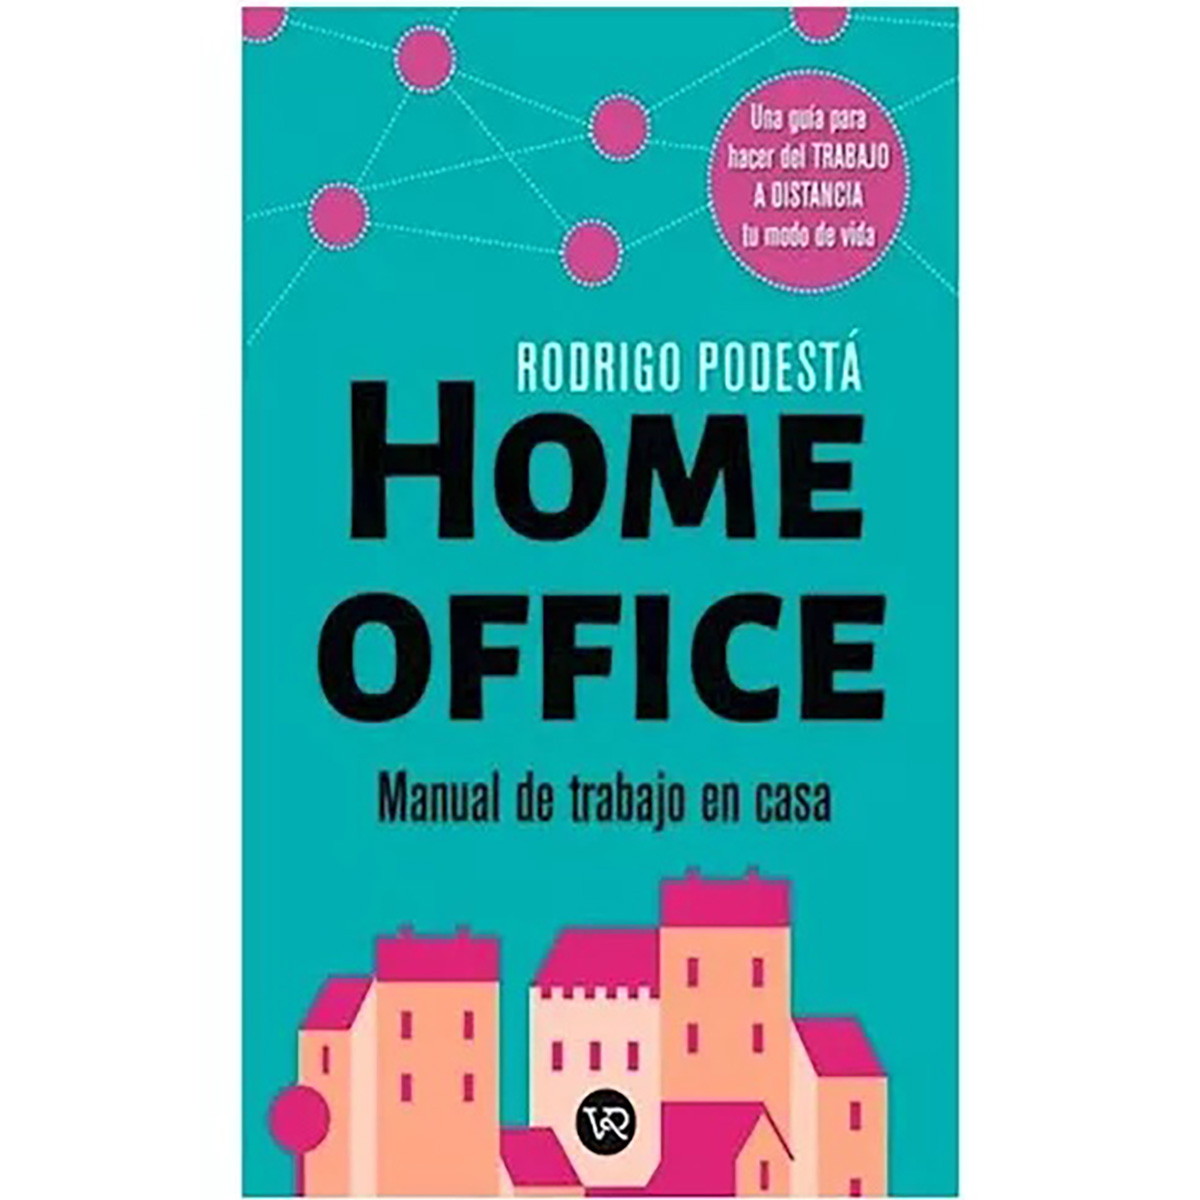 Una guía para
hacer del TRABAJO
A DISTANCIA
tu modo de vida
RODRIGO PODESTÁ
HOME
OFFICE
Manual de trabajo en casa
VR